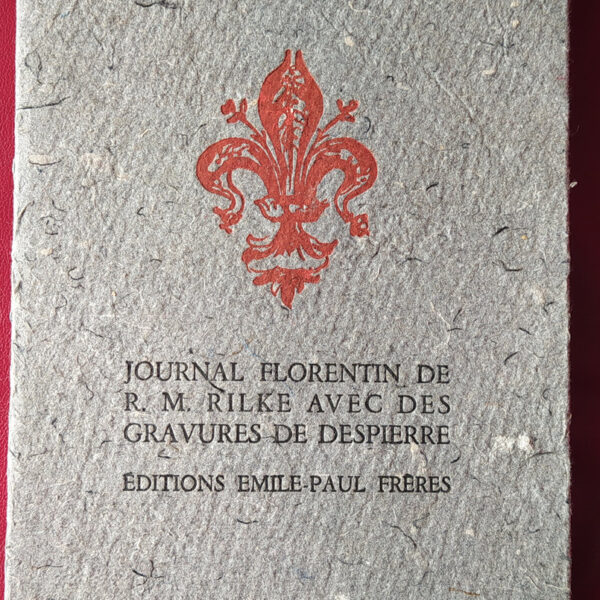 JOURNAL FLORENTIN DE
R. M. RILKE AVEC DES
GRAVURES DE DESPIERRE
ÉDITIONS EMILE-PAUL FRÈRES